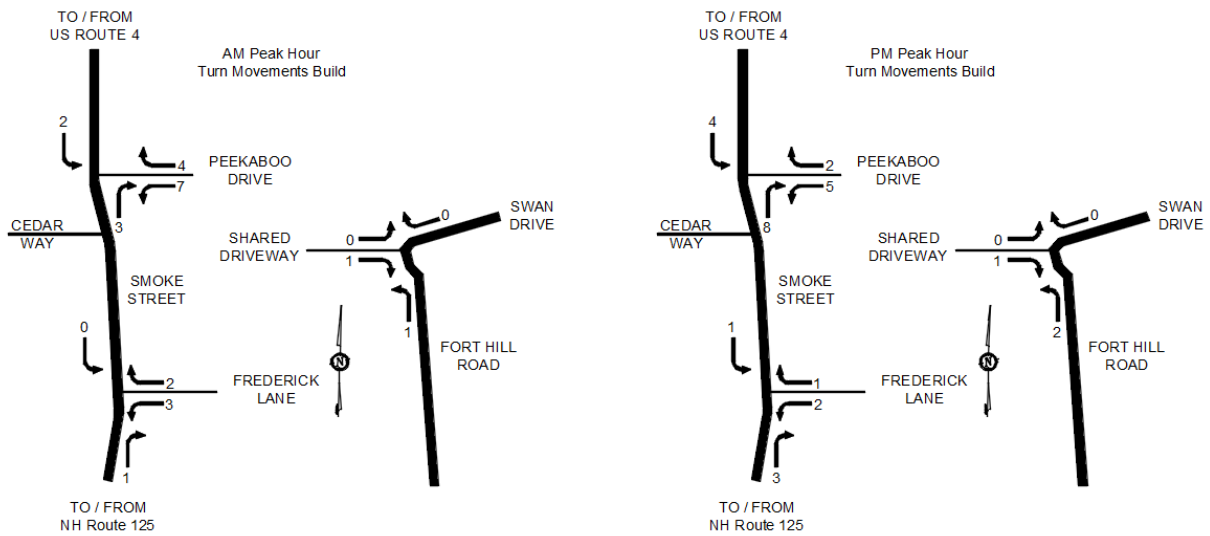 TO / FROM
US ROUTE 4
AM Peak Hour
Turn Movements Build
2
4
PEEKABOO
DRIVE
7
3
CEDAR
WAY
0
SWAN
DRIVE
SHARED
DRIVEWAY
0
1
SMOKE
STREET
0
1
N
FORT HILL
ROAD
2
3
FREDERICK
LANE
1
TO / FROM
NH Route 125
TO / FROM
US ROUTE 4
PM Peak Hour
Turn Movements Build
4
2
PEEKABOO
DRIVE
5
8
CEDAR
WAY
0
SWAN
DRIVE
SHARED
DRIVEWAY
0
1
SMOKE
STREET
1
2
N
FORT HILL
ROAD
1
2
FREDERICK
LANE
3
TO / FROM
NH Route 125